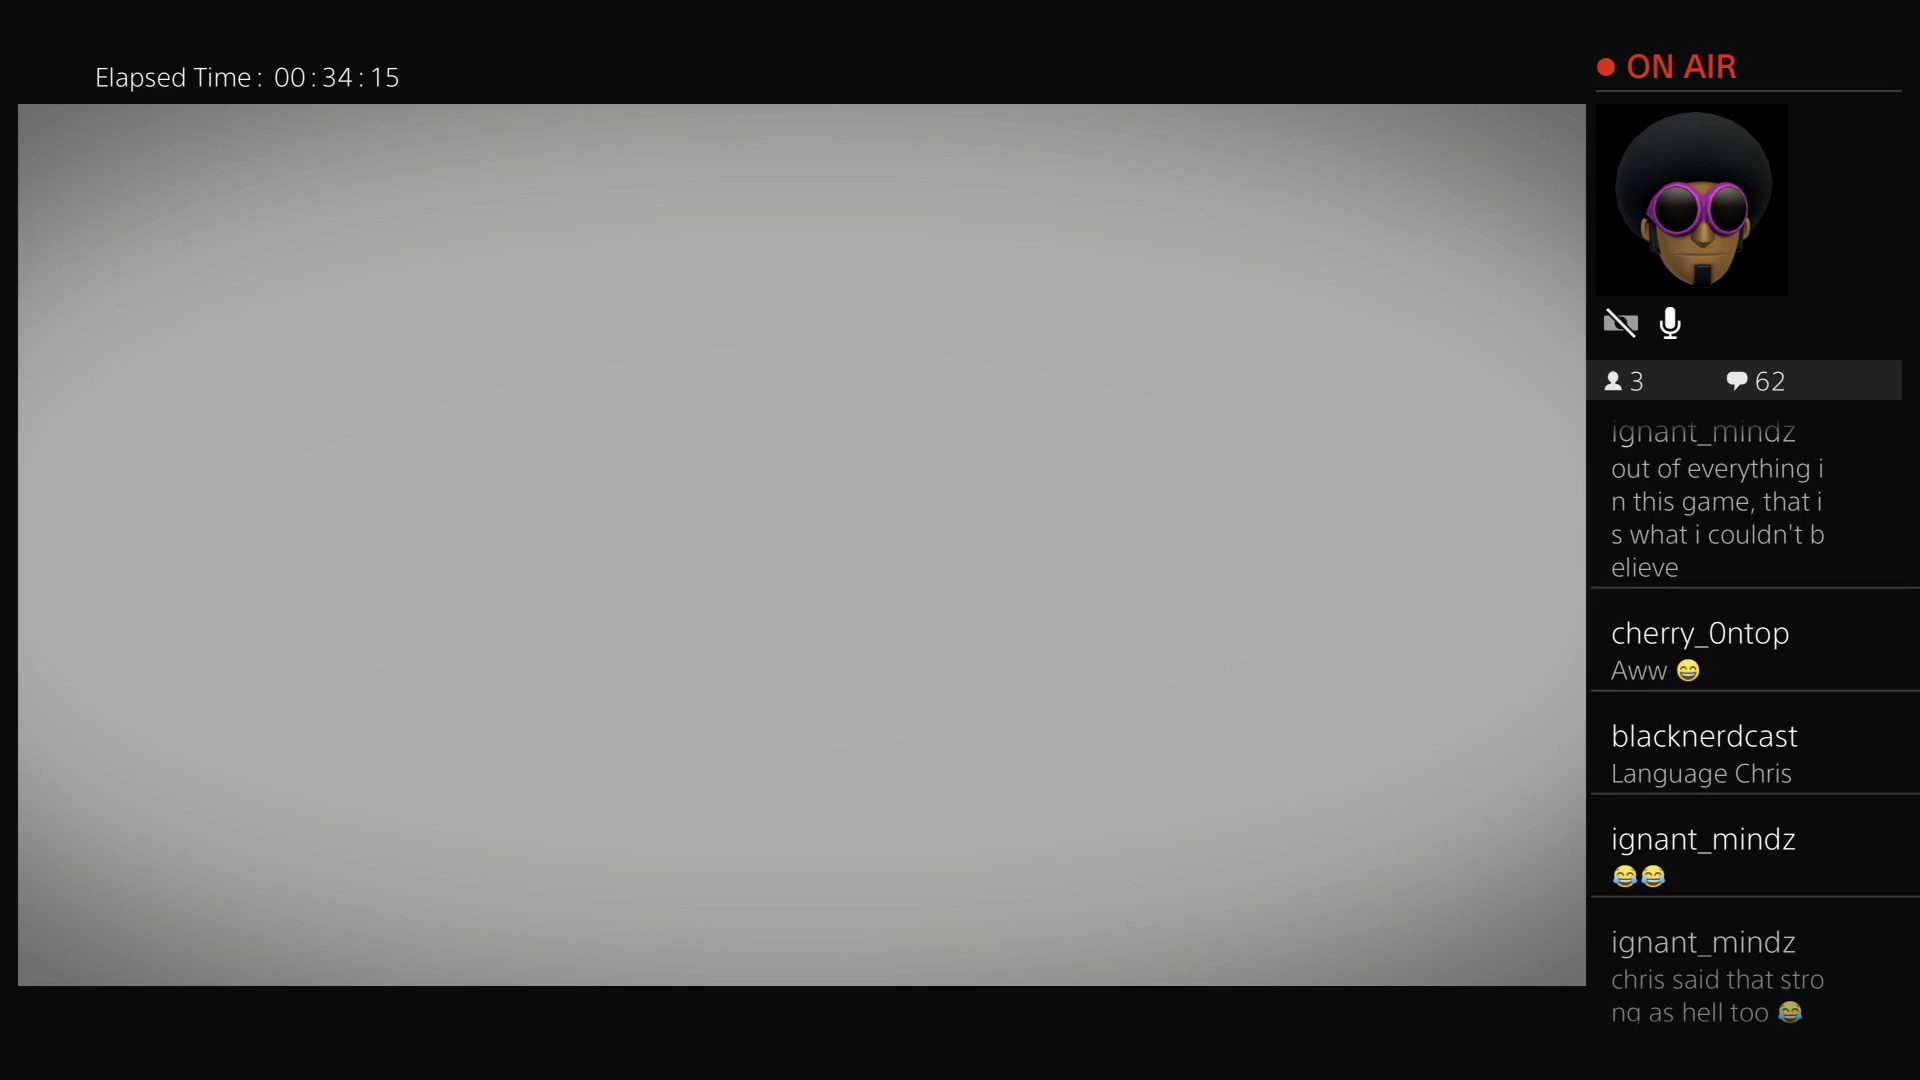 Elapsed Time: 00:34:15
ON AIR
3 62
ignant_mindz
out of everything i
n this game, that i
s what i couldn't b
elieve
cherry_0ntop
Aww 😄
blacknerdcast
Language Chris
ignant_mindz
😂😂
ignant_mindz
chris said that stro
ng as hell too 😂